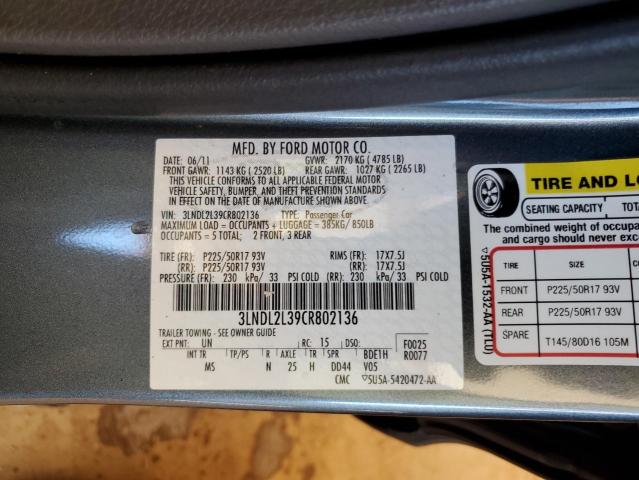 MFD. BY FORD MOTOR CO.
DATE: 06/11 GVWR: 2170 KG (4785 LB)
FRONT GAWR: 1143 KG (2520 LB) REAR GAWR: 1027 KG (2265 LB)
THIS VEHICLE CONFORMS TO ALL APPLICABLE FEDERAL MOTOR
VEHICLE SAFETY, BUMPER, AND THEFT PREVENTION STANDARDS
IN EFFECT ON THE DATE OF MANUFACTURE SHOWN ABOVE.
VIN: 3LNDL2L39CR802136 TYPE: Passenger Car
MAXIMUM LOAD = OCCUPANTS + LUGGAGE = 385KG/ 850LB
OCCUPANTS = 5 TOTAL: 2 FRONT, 3 REAR
TIRE (FR): P225/50R17 93V RIMS (FR): 17X7.5J
(RR): P225/50R17 93V (RR): 17X7.5J
PRESSURE (FR): 230 kPa/ 33 PSI COLD (RR): 230 kPa/ 33 PSI COLD
3LNDL2L39CR802136
TRAILER TOWING - SEE OWNER GUIDE
EXT PNT: UN RC: 15 DSO: F0025
INT TR TP/PS R AXLE TR SPR BDE1H R0077
MS N 25 H DD44 V05
CMC 5U5A-5420472-AA
5U5A-1532-AA (TLU)
TIRE AND LO
SEATING CAPACITY TOTA
The combined weight of occupa
and cargo should never exce
TIRE SIZE
FRONT P225/50R17 93V
REAR P225/50R17 93V
SPARE T145/80D16 105M